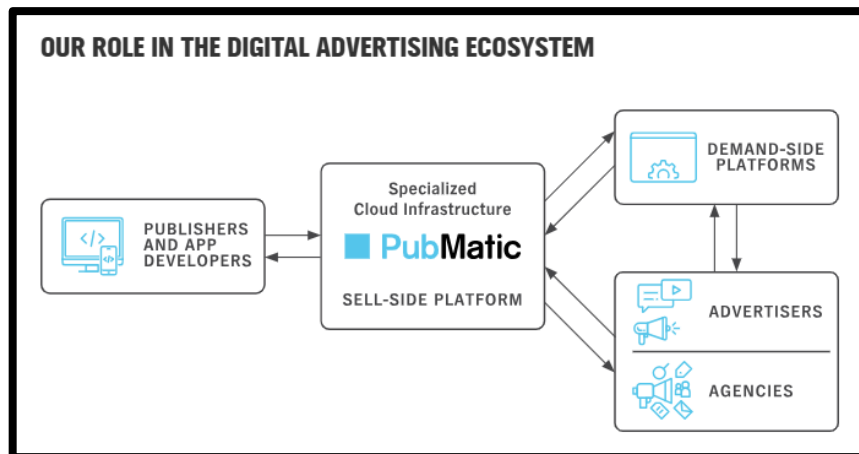 OUR ROLE IN THE DIGITAL ADVERTISING ECOSYSTEM
PUBLISHERS
AND APP
DEVELOPERS
Specialized
Cloud Infrastructure
PubMatic
SELL-SIDE PLATFORM
DEMAND-SIDE
PLATFORMS
ADVERTISERS
AGENCIES